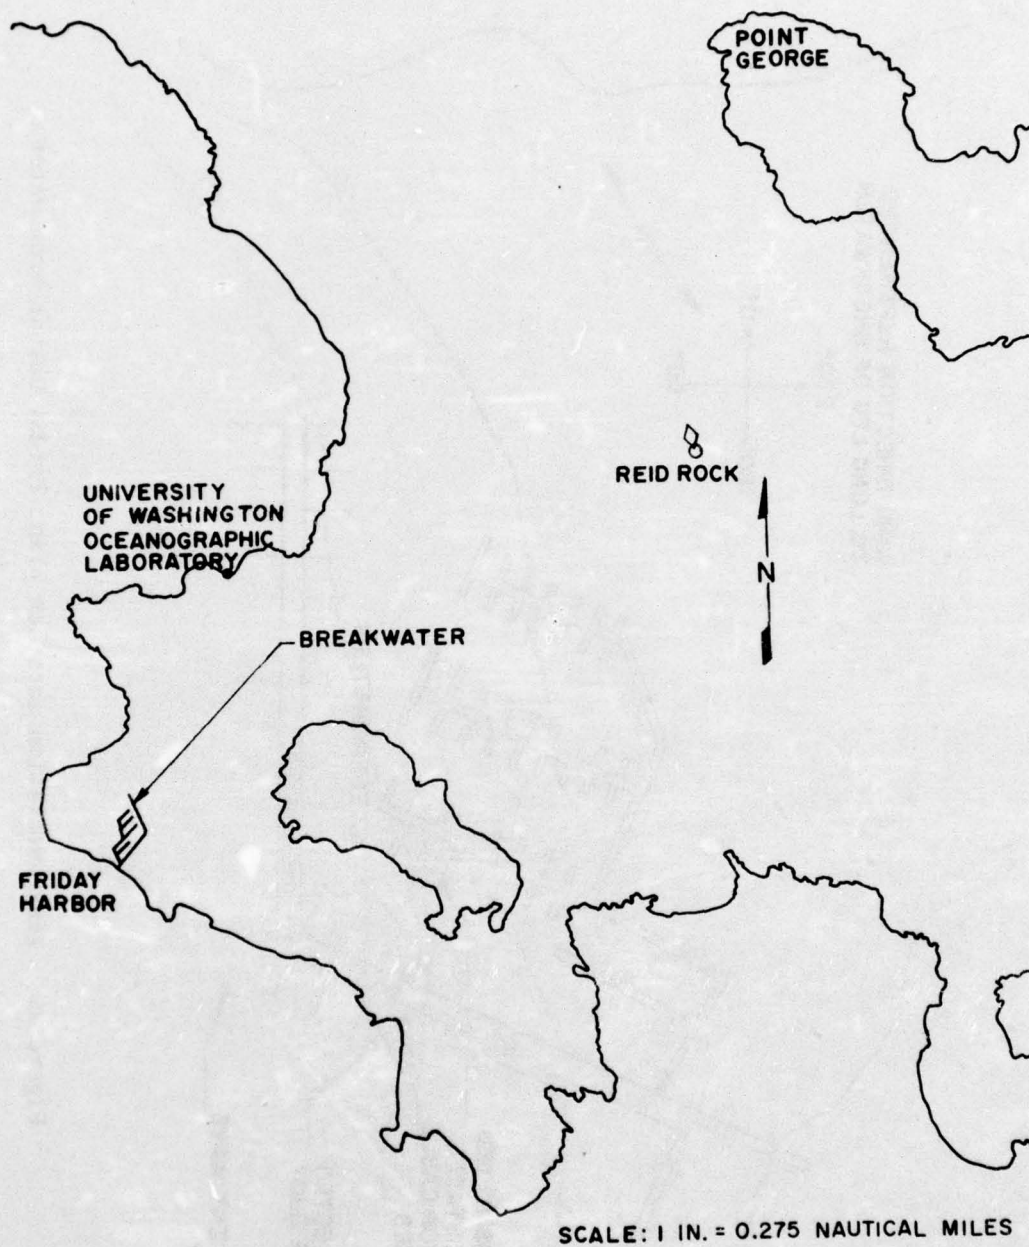 POINT
GEORGE
REID ROCK
UNIVERSITY
OF WASHINGTON
OCEANOGRAPHIC
LABORATORY
N
BREAKWATER
FRIDAY
HARBOR
SCALE: 1 IN. = 0.275 NAUTICAL MILES